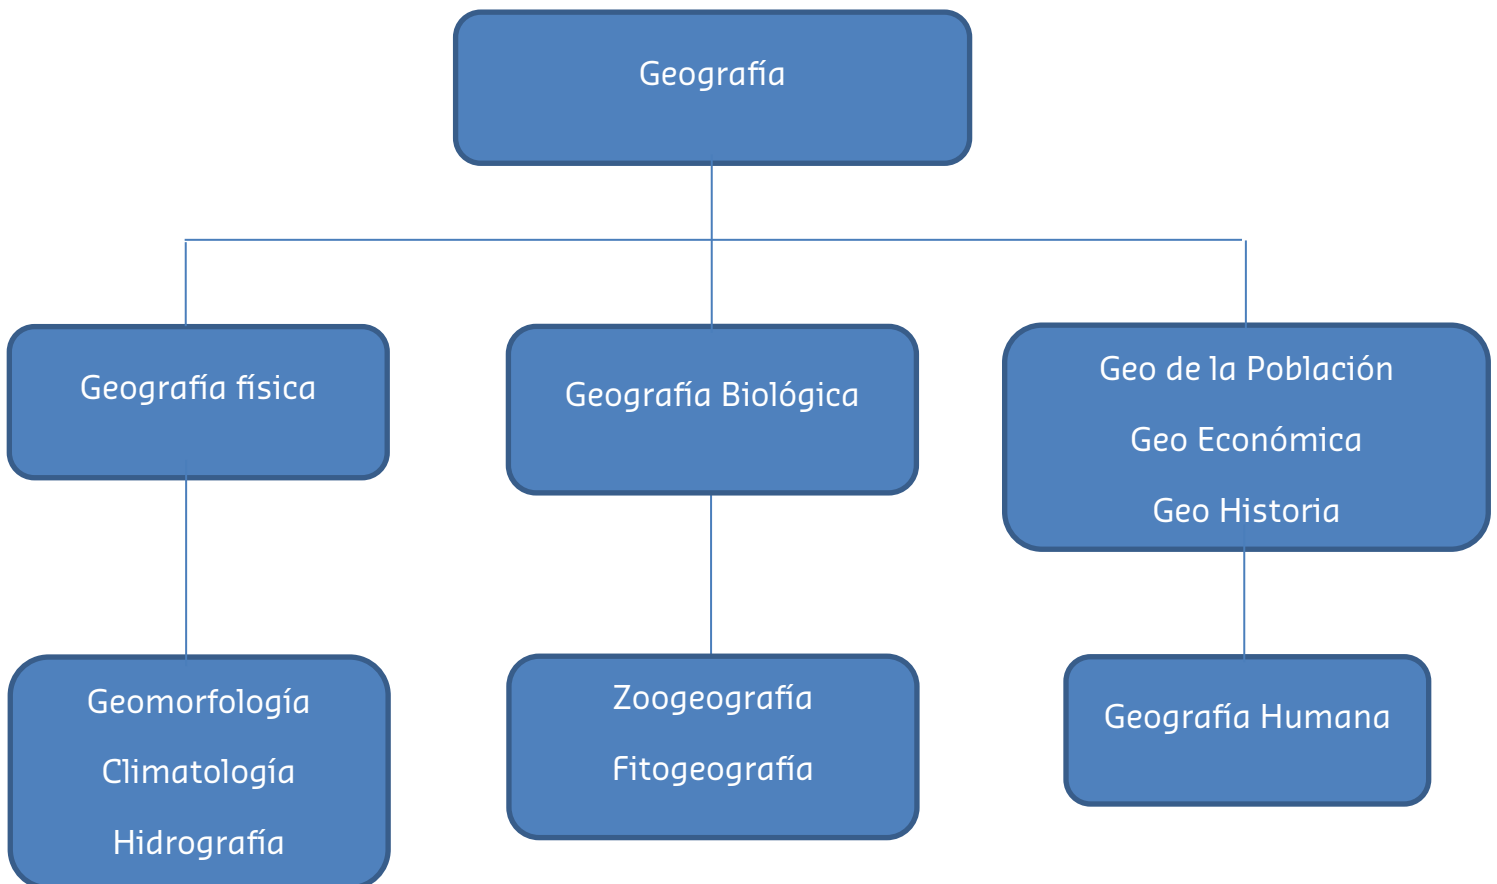 Geografía
Geografía física
Geografía Biológica
Geo de la Población
Geo Económica
Geo Historia
Geomorfología
Climatología
Hidrografía
Zoogeografía
Fitogeografía
Geografía Humana